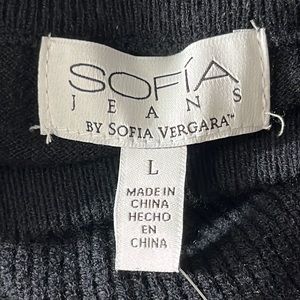 SOFÍA
JEANS
BY SOFIA VERGARA™
L
MADE IN
CHINA
HECHO
EN
CHINA